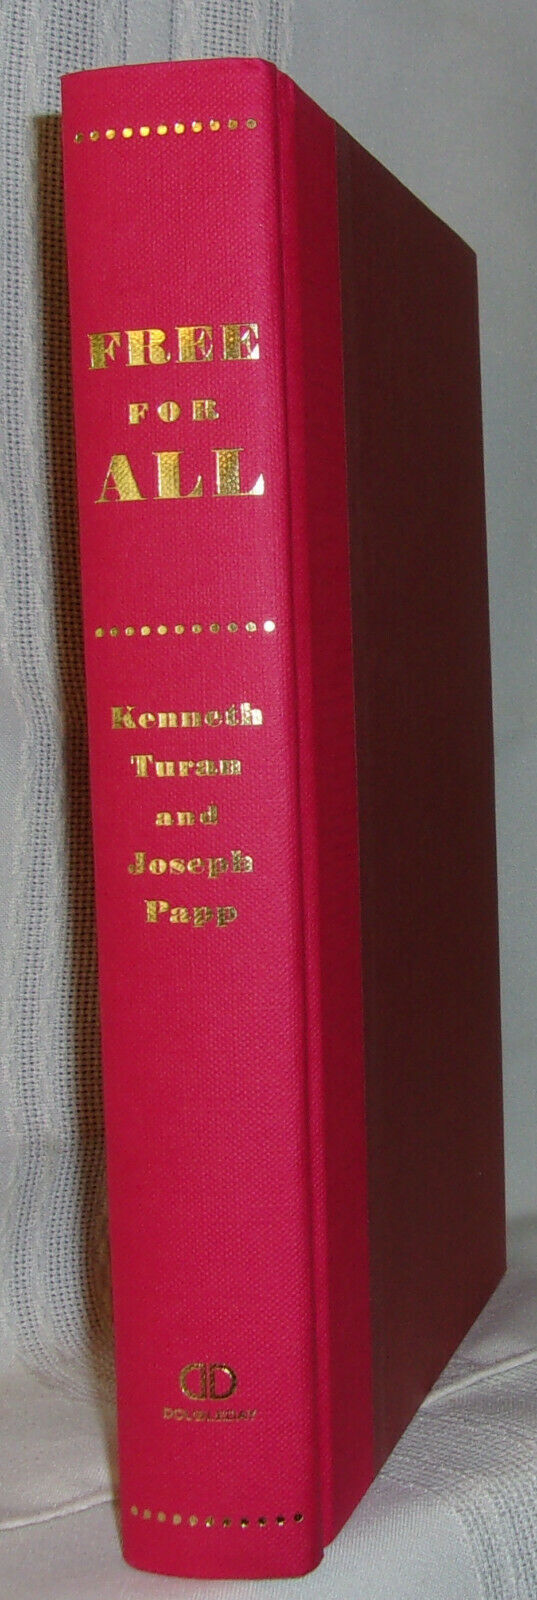 FREE
FOR
ALL
Kenneth
Turan
and
Joseph
Papp
DOUBLEDAY